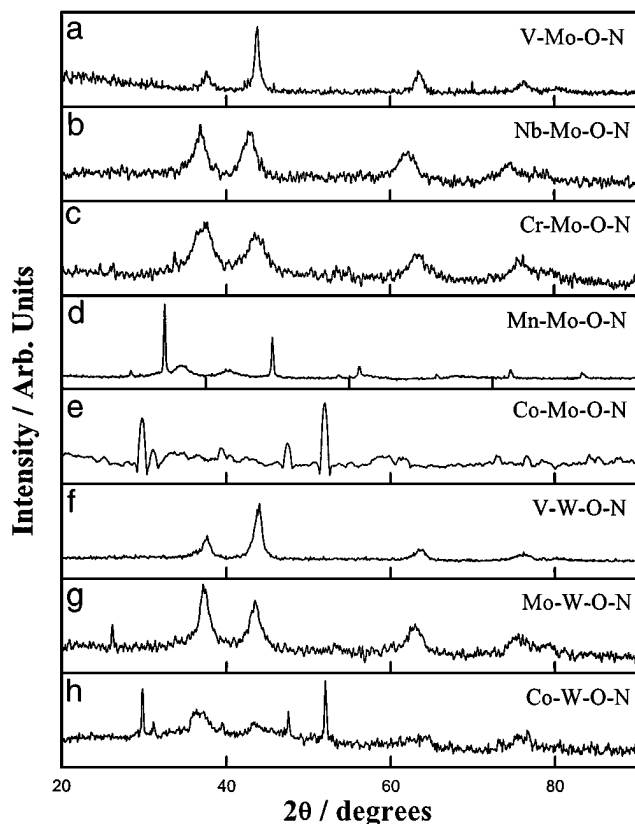 a
V-Mo-O-N
b
Nb-Mo-O-N
c
Cr-Mo-O-N
d
Mn-Mo-O-N
e
Co-Mo-O-N
f
V-W-O-N
g
Mo-W-O-N
h
Co-W-O-N
Intensity / Arb. Units
20 40 60 80
2θ / degrees